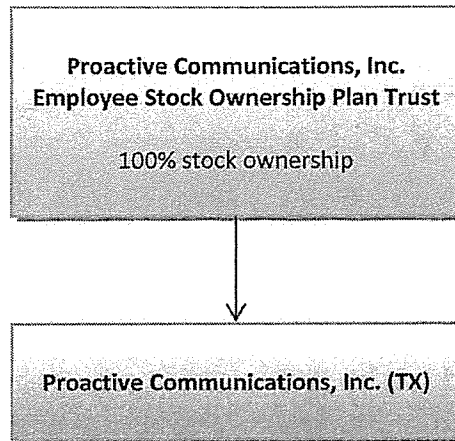 Proactive Communications, Inc.
Employee Stock Ownership Plan Trust
100% stock ownership
Proactive Communications, Inc. (TX)